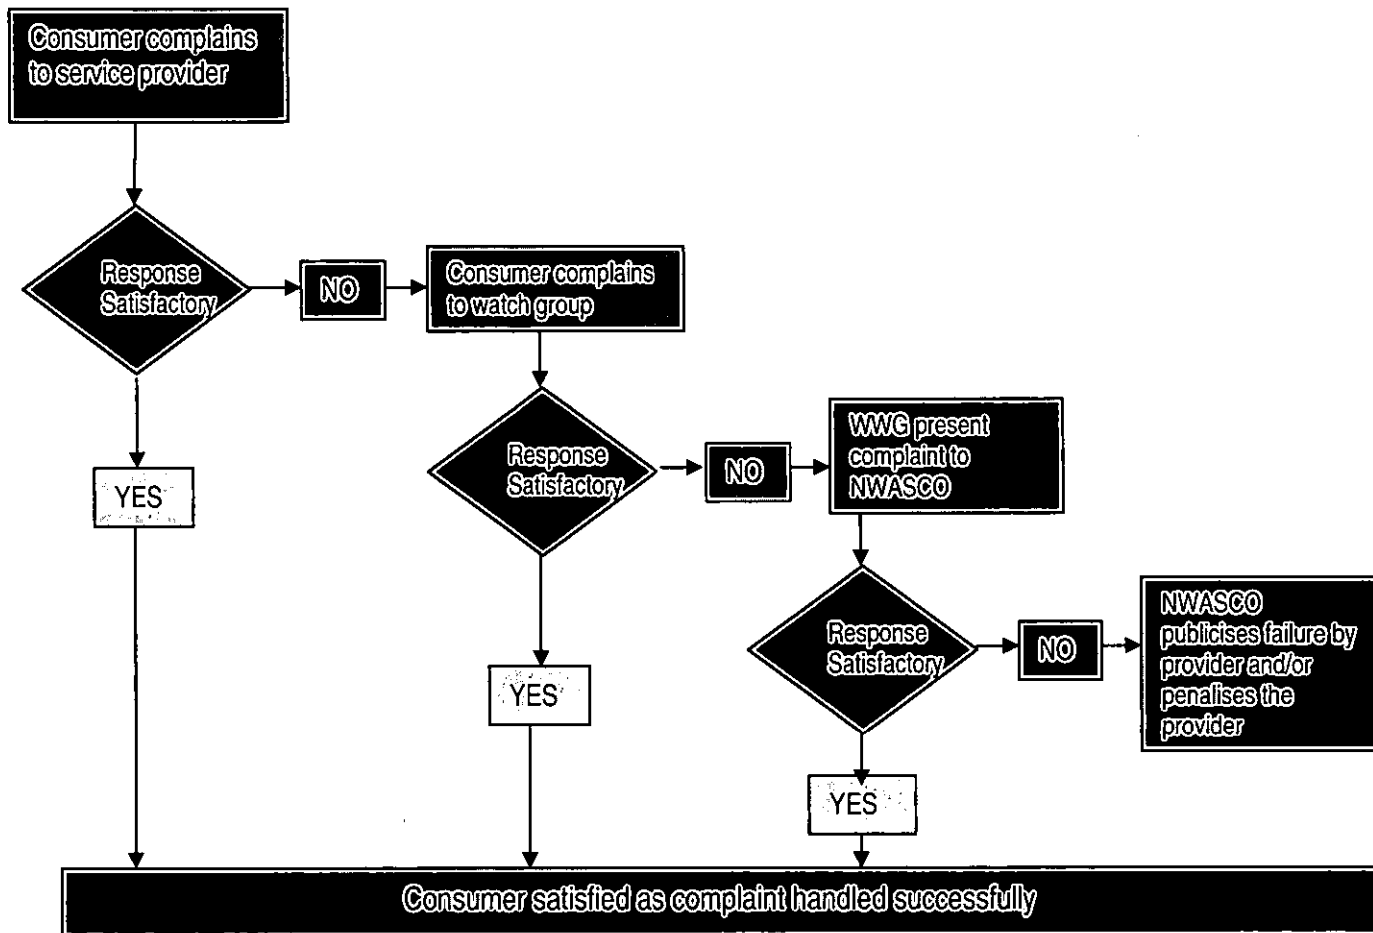 Consumer complains
to service provider
Response
Satisfactory
NO
Consumer complains
to watch group
YES
Response
Satisfactory
NO
WWG present
complaint to
NWASCO
YES
Response
Satisfactory
NO
NWASCO
publicises failure by
provider and/or
penalises the
provider
YES
Consumer satisfied as complaint handled successfully